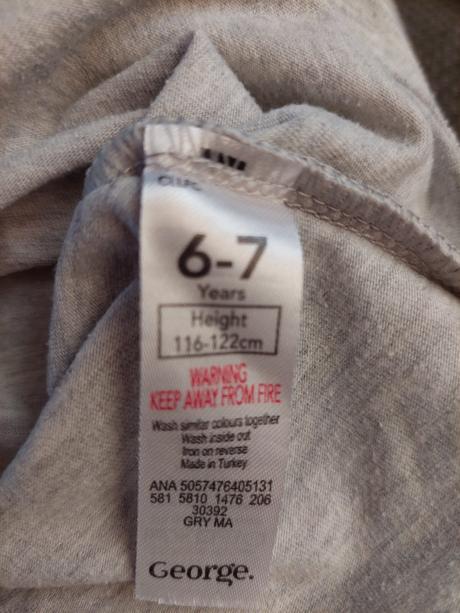 6-7
Years
Height
116-122cm
WARNING
KEEP AWAY FROM FIRE
Wash similar colours together
Wash inside out
Iron on reverse
Made in Turkey
ANA 5057476405131
581 5810 1476 206
30392
GRY MA
George.